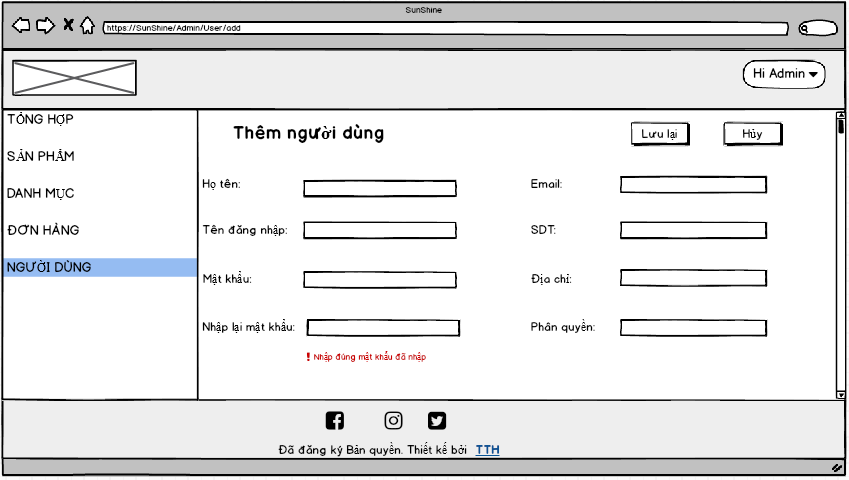 SunShine
https://SunShine/Admin/User/add
Hi Admin
TỔNG HỢP
SẢN PHẨM
DANH MỤC
ĐƠN HÀNG
NGƯỜI DÙNG
Thêm người dùng
Lưu lại
Hủy
Họ tên:
Email:
Tên đăng nhập:
SDT:
Mật khẩu:
Địa chỉ:
Nhập lại mật khẩu:
Phân quyền:
! Nhập đúng mật khẩu đã nhập
Đã đăng ký Bản quyền. Thiết kế bởi TTH